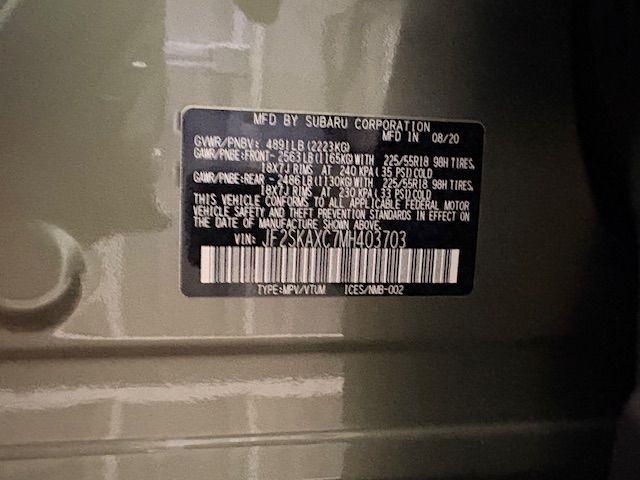 MFD BY SUBARU CORPORATION
MFD IN 08/20
GVWR/PNBV: 4891LB(2223KG)
GAWR/PNBE:FRONT-2563LB(1165KG)WITH 225/55R18 98H TIRES,
18X7J RIMS AT 240 KPA(35 PSI)COLD
GAWR/PNBE:REAR -2486LB(1130KG)WITH 225/55R18 98H TIRES,
18X7J RIMS AT 230 KPA(33 PSI)COLD
THIS VEHICLE CONFORMS TO ALL APPLICABLE FEDERAL MOTOR
VEHICLE SAFETY AND THEFT PREVENTION STANDARDS IN EFFECT ON
THE DATE OF MANUFACTURE SHOWN ABOVE.
VIN: JF2SKAXC7MH403703
TYPE:MPV/VTUM ICES/NMB-002